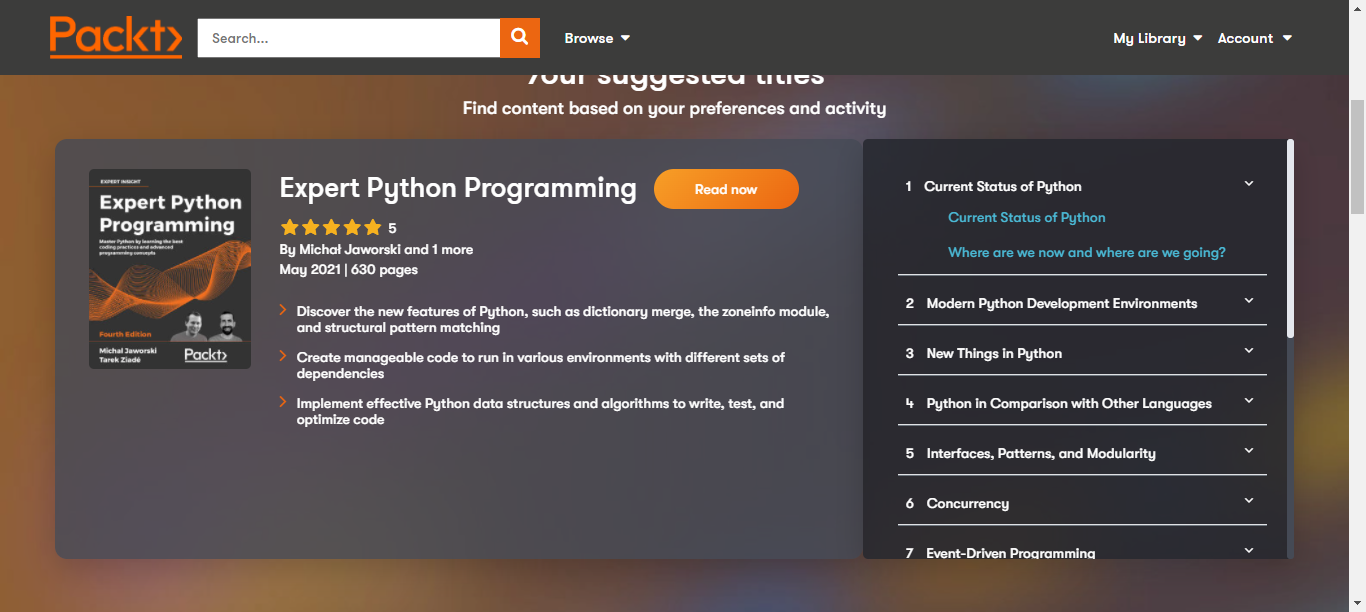 Packt
Search...
Browse
My Library
Account
Your suggested titles
Find content based on your preferences and activity
EXPERT INSIGHT
Expert Python
Programming
Master Python by learning the best
coding practices and advanced
programming concepts
Fourth Edition
Michał Jaworski
Tarek Ziadé
Packt
Expert Python Programming
Read now
5
By Michał Jaworski and 1 more
May 2021 | 630 pages
Discover the new features of Python, such as dictionary merge, the zoneinfo module,
and structural pattern matching
Create manageable code to run in various environments with different sets of
dependencies
Implement effective Python data structures and algorithms to write, test, and
optimize code
1 Current Status of Python
Current Status of Python
Where are we now and where are we going?
2 Modern Python Development Environments
3 New Things in Python
4 Python in Comparison with Other Languages
5 Interfaces, Patterns, and Modularity
6 Concurrency
7 Event-Driven Programming